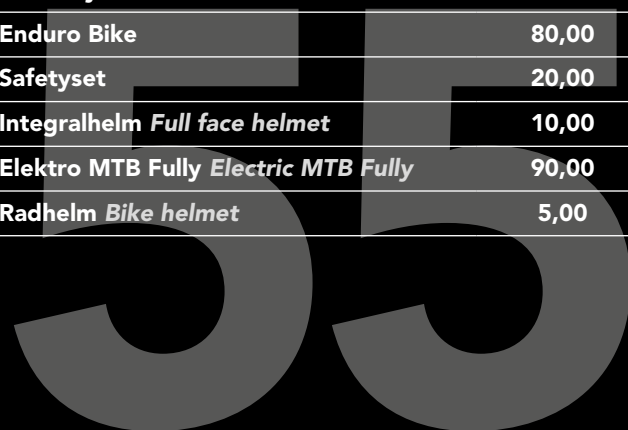 55
Enduro Bike 80,00
Safetyset 20,00
Integralhelm Full face helmet 10,00
Elektro MTB Fully Electric MTB Fully 90,00
Radhelm Bike helmet 5,00